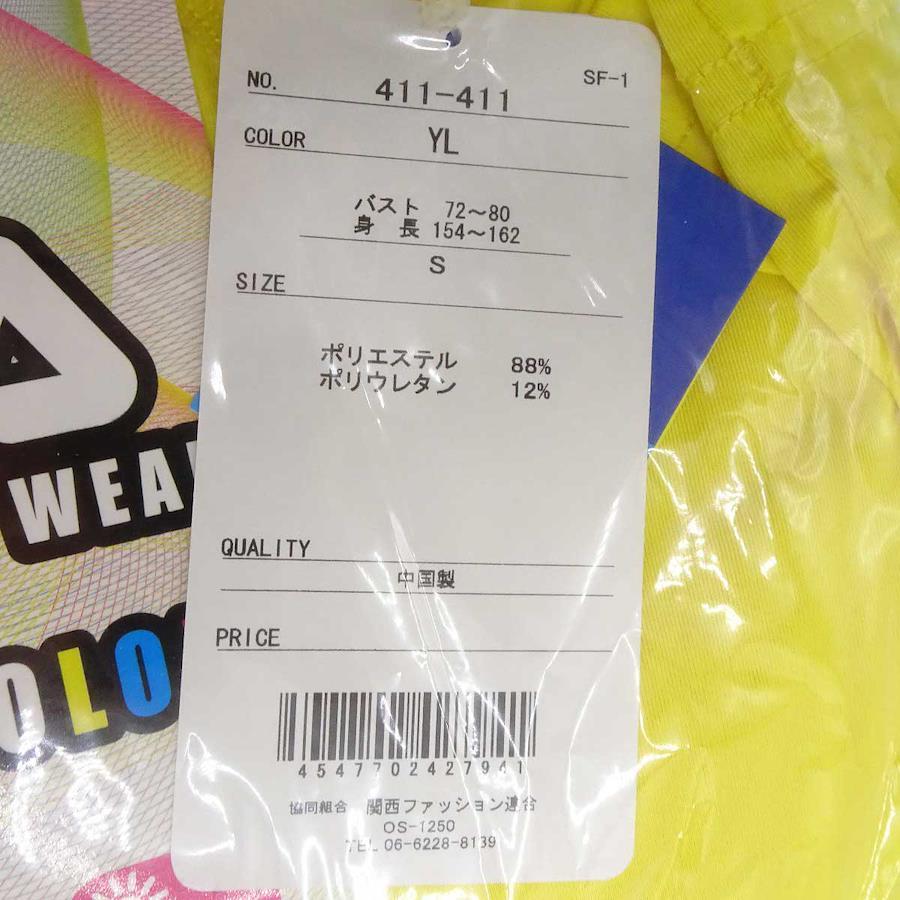 SF-1
NO. 411-411
COLOR YL
バスト 72～80
身 長 154～162
SIZE S
ポリエステル 88%
ポリウレタン 12%
QUALITY
中国製
PRICE
4547702427941
協同組合 関西ファッション連合
OS-1250
TEL 06-6228-8139
WEA
OLO